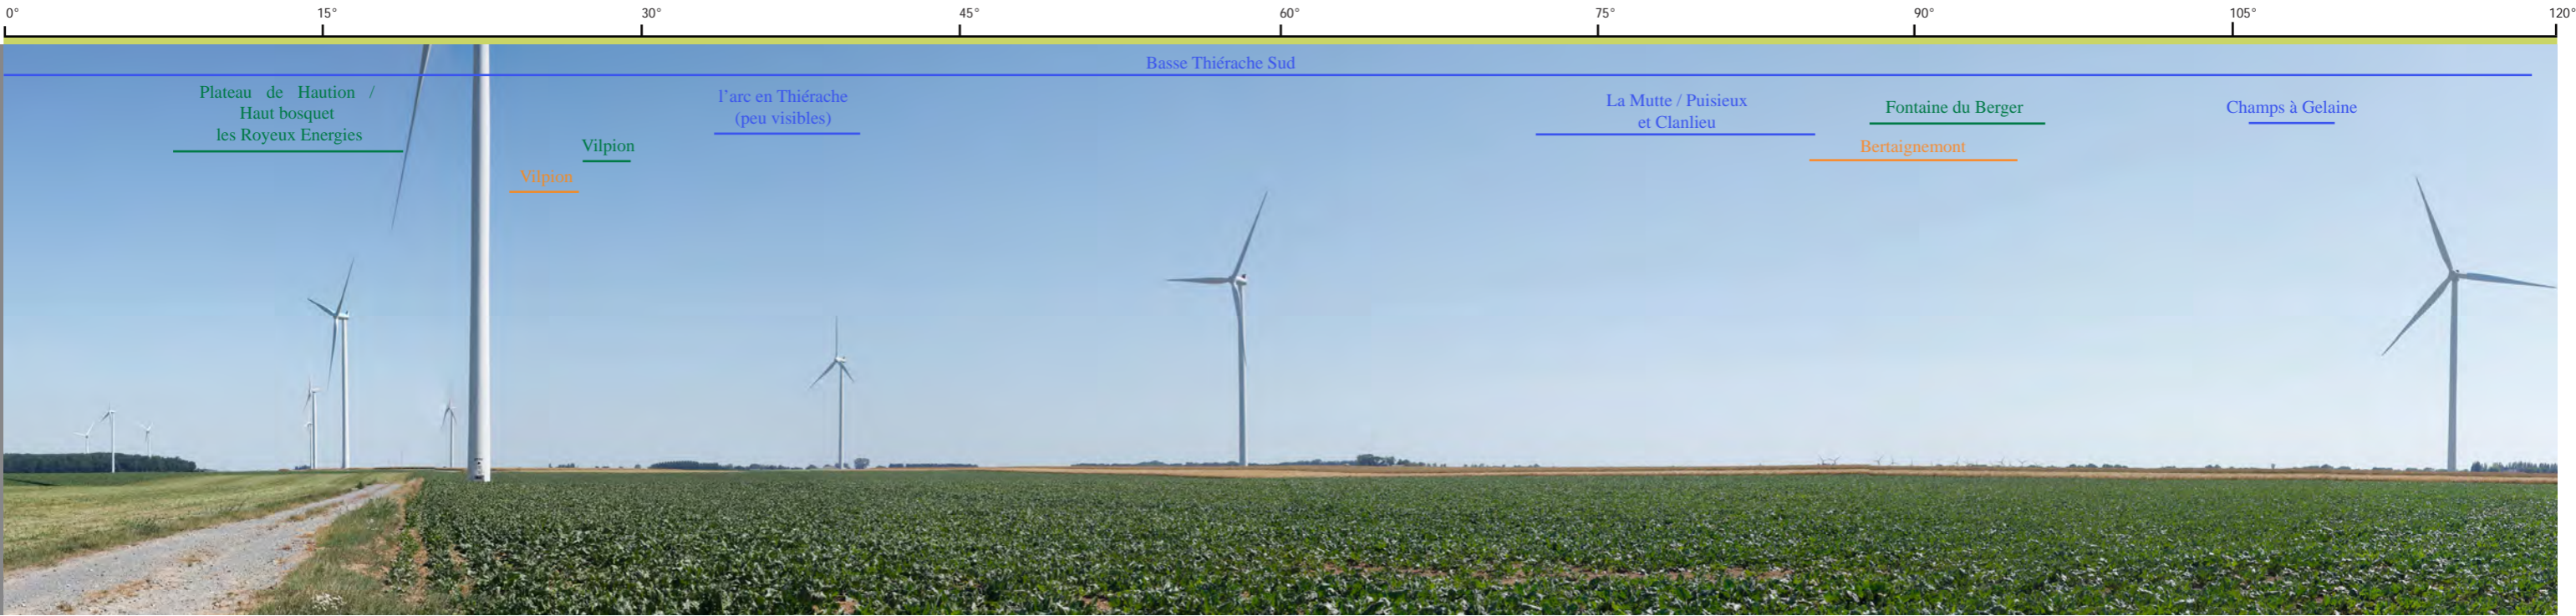 0° 15° 30° 45° 60° 75° 90° 105° 120°
Basse Thiérache Sud
Plateau de Haution /
Haut bosquet
les Royeux Energies
Vilpion
Vilpion
l'arc en Thiérache
(peu visibles)
La Mutte / Puisieux
et Clanlieu
Fontaine du Berger
Bertaignemont
Champs à Gelaine